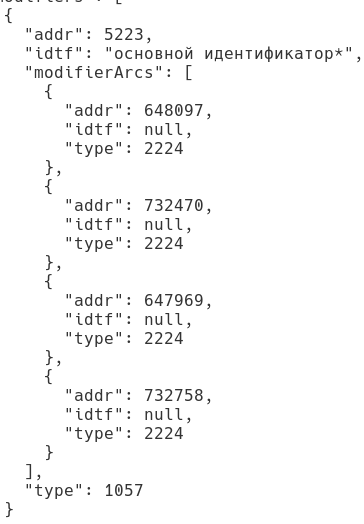 {
"addr": 5223,
"idtf": "основной идентификатор*",
"modifierArcs": [
{
"addr": 648097,
"idtf": null,
"type": 2224
},
{
"addr": 732470,
"idtf": null,
"type": 2224
},
{
"addr": 647969,
"idtf": null,
"type": 2224
},
{
"addr": 732758,
"idtf": null,
"type": 2224
}
],
"type": 1057
}